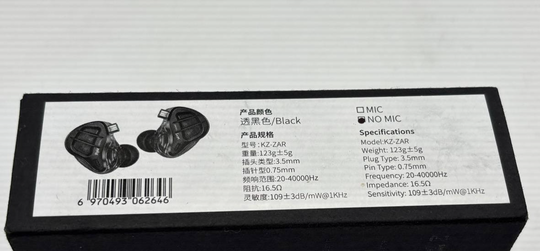 产品颜色
透黑色/Black
产品规格
型号:KZ-ZAR
重量:123g±5g
插头类型:3.5mm
插针型0.75mm
频响范围:20-40000Hz
阻抗:16.5Ω
灵敏度:109±3dB/mW@1KHz
MIC
NO MIC
Specifications
Model:KZ-ZAR
Weight: 123g±5g
Plug Type: 3.5mm
Pin Type: 0.75mm
Frequency: 20-40000Hz
Impedance: 16.5Ω
Sensitivity: 109±3dB/mW@1KHz
6 970493 062646